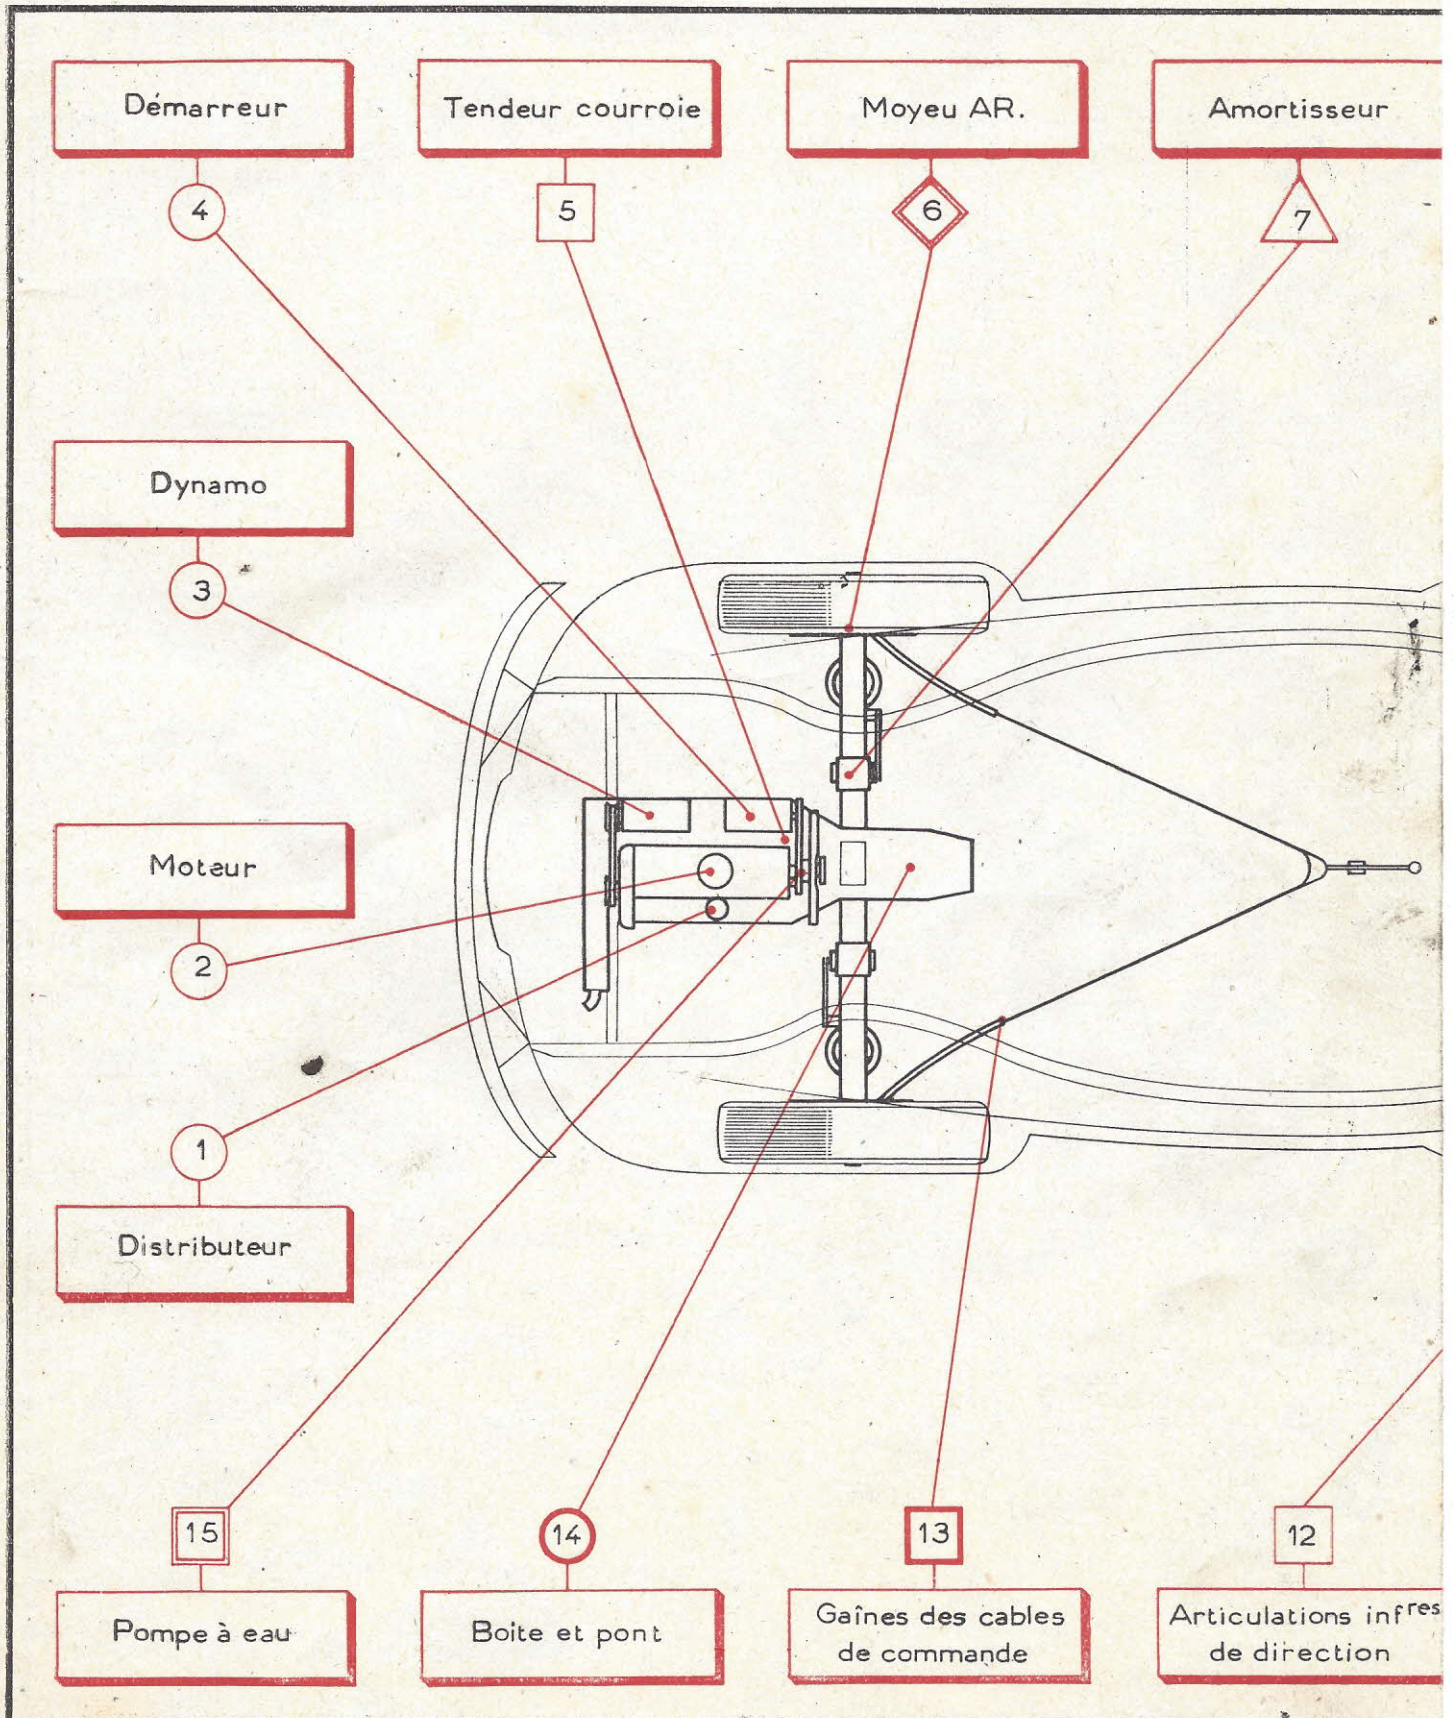 Démarreur
Tendeur courroie
Moyeu AR.
Amortisseur
4
5
6
7
Dynamo
3
Moteur
2
1
Distributeur
15
14
13
12
Pompe à eau
Boite et pont
Gaînes des cables
de commande
Articulations infres
de direction